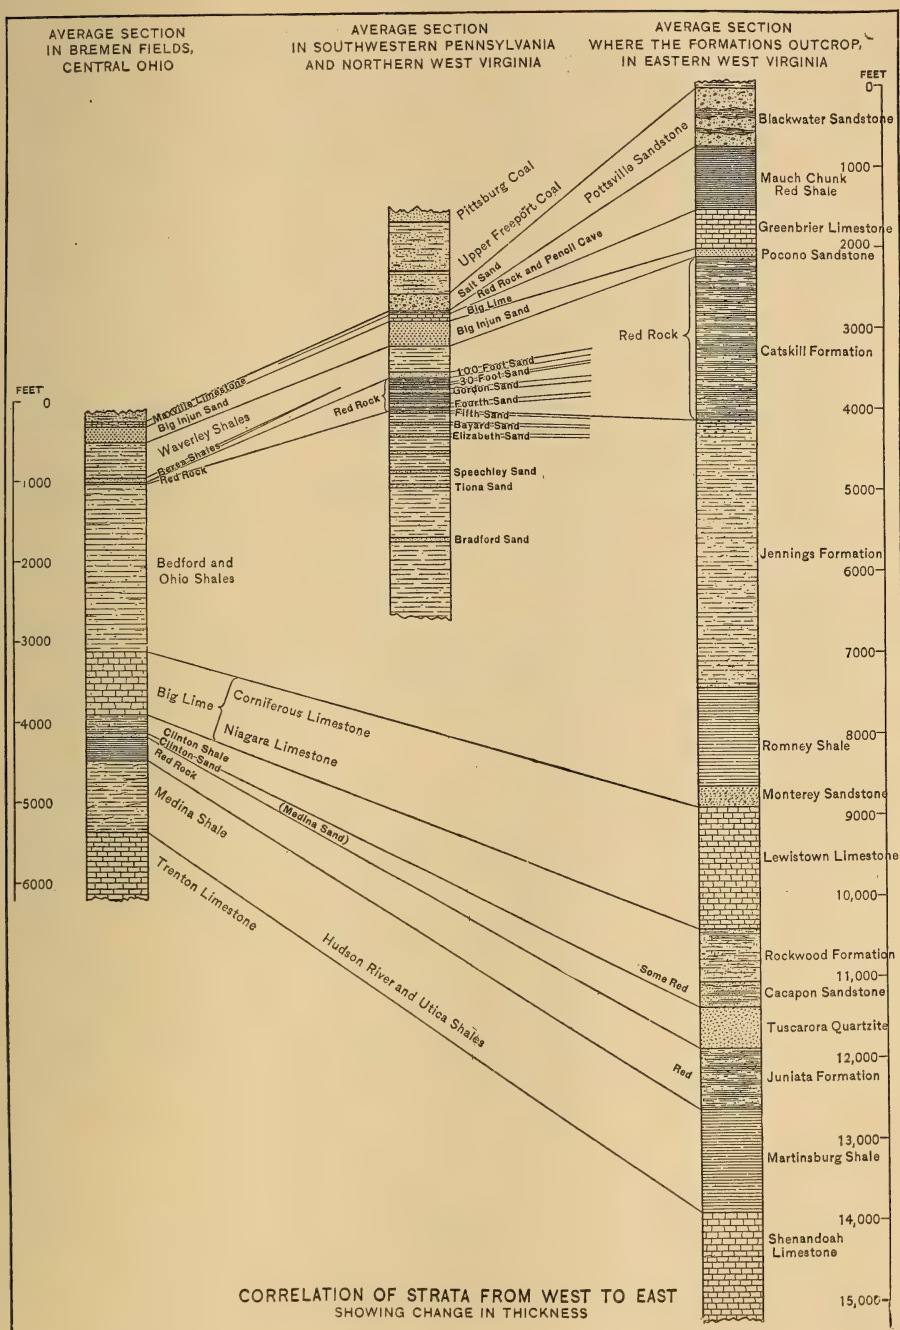 AVERAGE SECTION
IN BREMEN FIELDS,
CENTRAL OHIO
AVERAGE SECTION
IN SOUTHWESTERN PENNSYLVANIA
AND NORTHERN WEST VIRGINIA
AVERAGE SECTION
WHERE THE FORMATIONS OUTCROP,
IN EASTERN WEST VIRGINIA
FEET
0
1000
2000
3000
4000
5000
6000
Maxville Limestone
Big Injun Sand
Waverley Shales
Berea Shales
Red Rock
Bedford and
Ohio Shales
Big Lime
Corniferous Limestone
Niagara Limestone
Clinton Shale
Clinton Sand
(Medina Sand)
Red Rock
Medina Shale
Trenton Limestone
Hudson River and Utica Shales
Some Red
Red
Pittsburg Coal
Upper Freeport Coal
Pottsville Sandstone
Salt Sand
Red Rock and Pencil Cave
Big Lime
Big Injun Sand
Red Rock
100 Foot Sand
30 Foot Sand
Gordon Sand
Fourth Sand
Fifth Sand
Bayard Sand
Elizabeth Sand
Speechley Sand
Tiona Sand
Bradford Sand
FEET
0
Blackwater Sandstone
1000
Mauch Chunk
Red Shale
Greenbrier Limestone
2000
Pocono Sandstone
3000
Red Rock
Catskill Formation
4000
5000
Jennings Formation
6000
7000
8000
Romney Shale
Monterey Sandstone
9000
Lewistown Limestone
10,000
Rockwood Formation
11,000
Cacapon Sandstone
Tuscarora Quartzite
12,000
Juniata Formation
13,000
Martinsburg Shale
14,000
Shenandoah
Limestone
15,000
CORRELATION OF STRATA FROM WEST TO EAST
SHOWING CHANGE IN THICKNESS